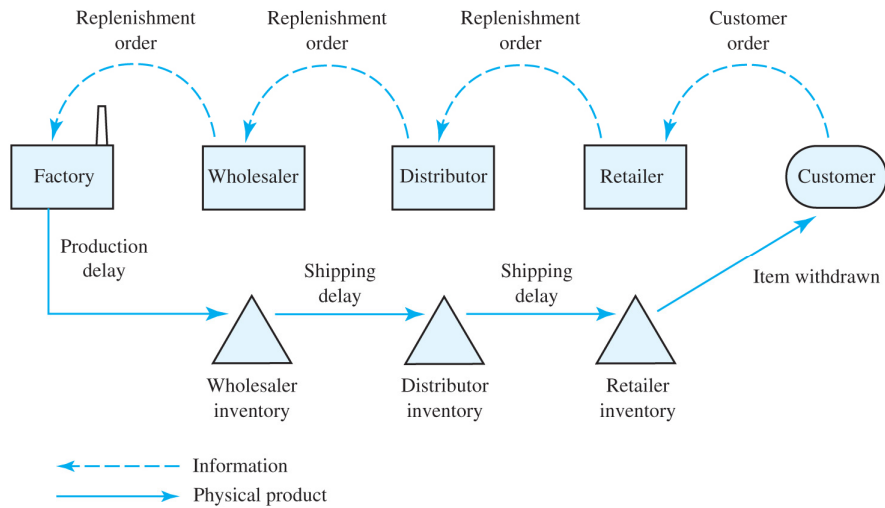 Replenishment
order
Replenishment
order
Replenishment
order
Customer
order
Factory
Wholesaler
Distributor
Retailer
Customer
Production
delay
Shipping
delay
Shipping
delay
Item withdrawn
Wholesaler
inventory
Distributor
inventory
Retailer
inventory
Information
Physical product